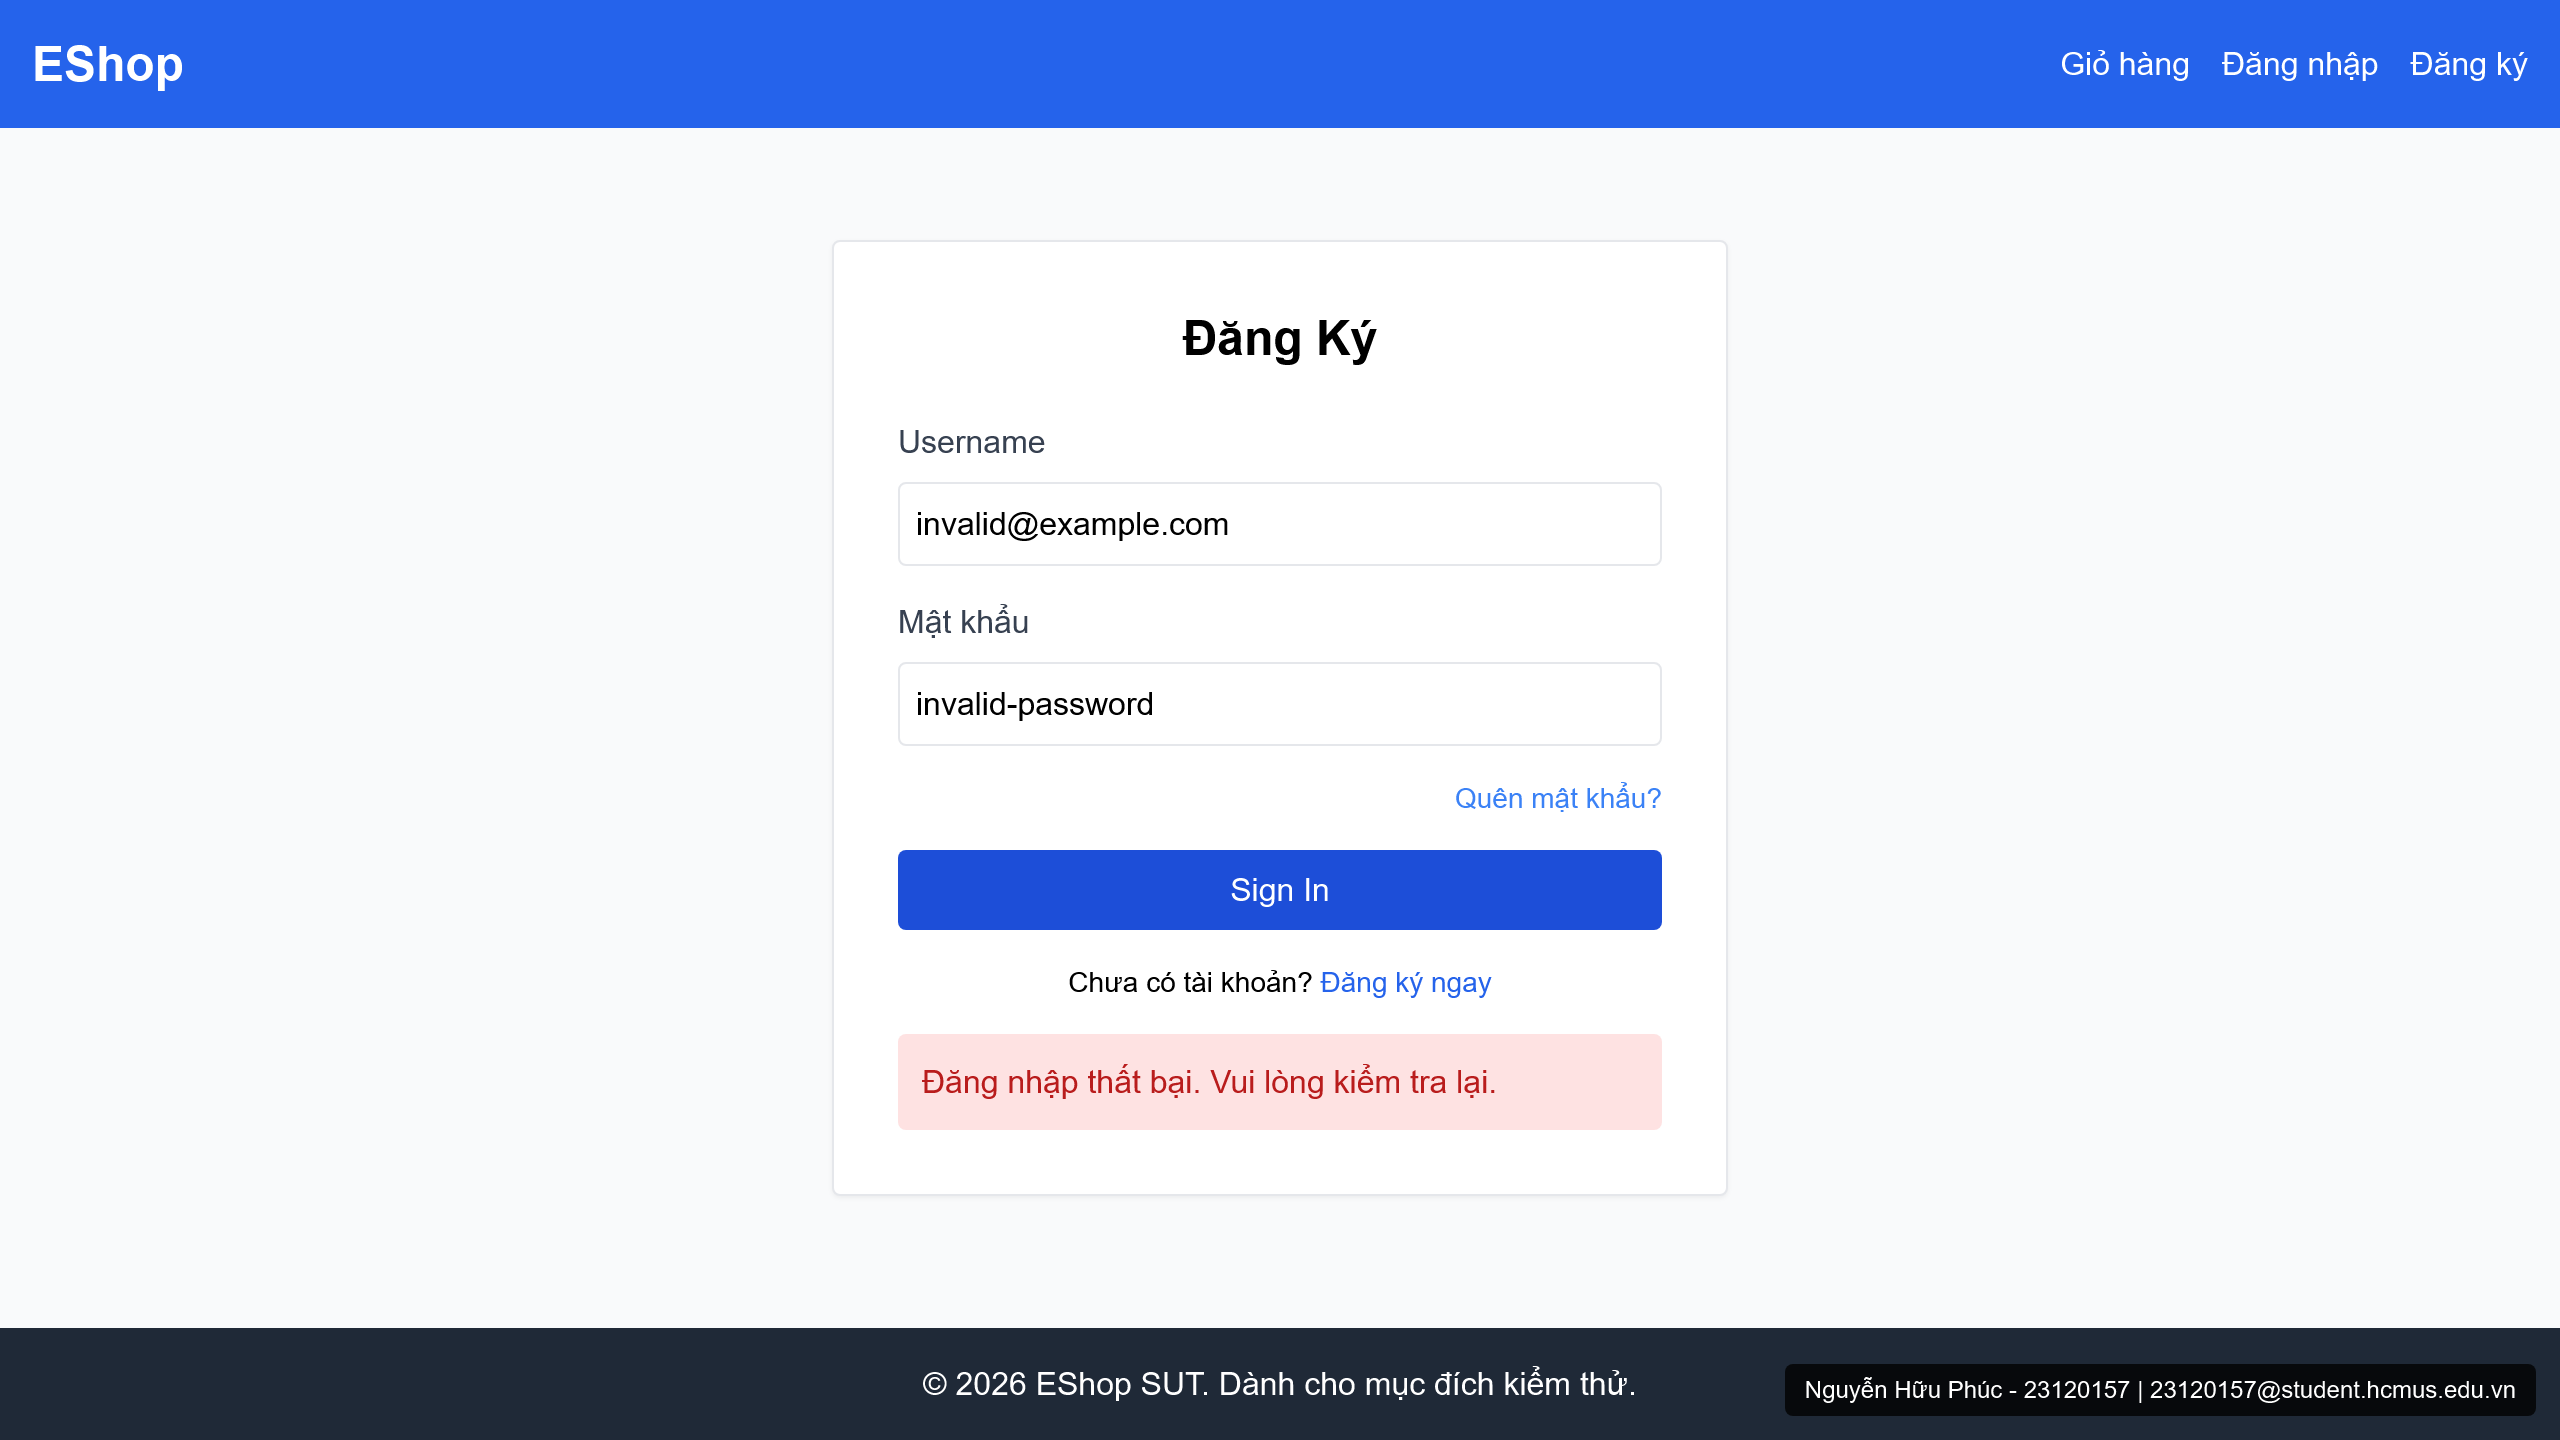 EShop
Giỏ hàng Đăng nhập Đăng ký
Đăng Ký
Username
invalid@example.com
Mật khẩu
invalid-password
Quên mật khẩu?
Sign In
Chưa có tài khoản? Đăng ký ngay
Đăng nhập thất bại. Vui lòng kiểm tra lại.
© 2026 EShop SUT. Dành cho mục đích kiểm thử.
Nguyễn Hữu Phúc - 23120157 | 23120157@student.hcmus.edu.vn